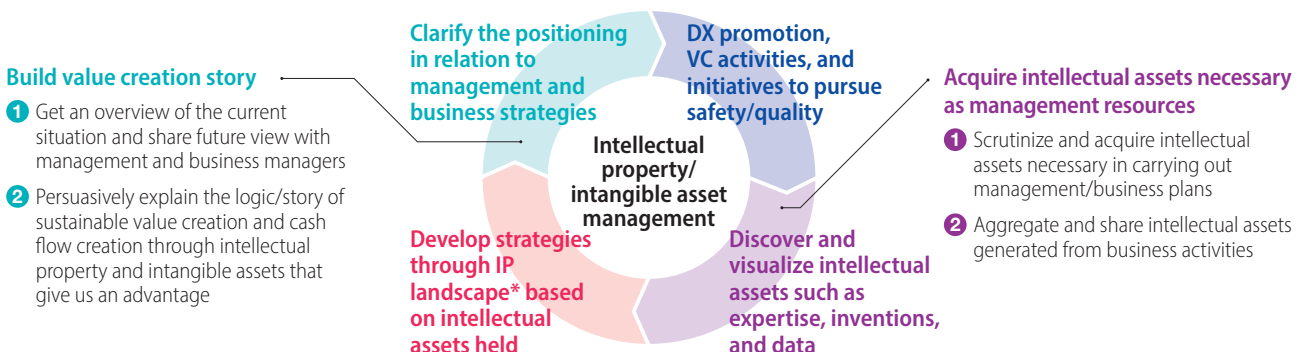 Build value creation story
1 Get an overview of the current
situation and share future view with
management and business managers
2 Persuasively explain the logic/story of
sustainable value creation and cash
flow creation through intellectual
property and intangible assets that
give us an advantage
Clarify the positioning
in relation to
management and
business strategies
DX promotion,
VC activities, and
initiatives to pursue
safety/quality
Intellectual
property/
intangible asset
management
Develop strategies
through IP
landscape* based
on intellectual
assets held
Discover and
visualize intellectual
assets such as
expertise, inventions,
and data
Acquire intellectual assets necessary
as management resources
1 Scrutinize and acquire intellectual
assets necessary in carrying out
management/business plans
2 Aggregate and share intellectual assets
generated from business activities